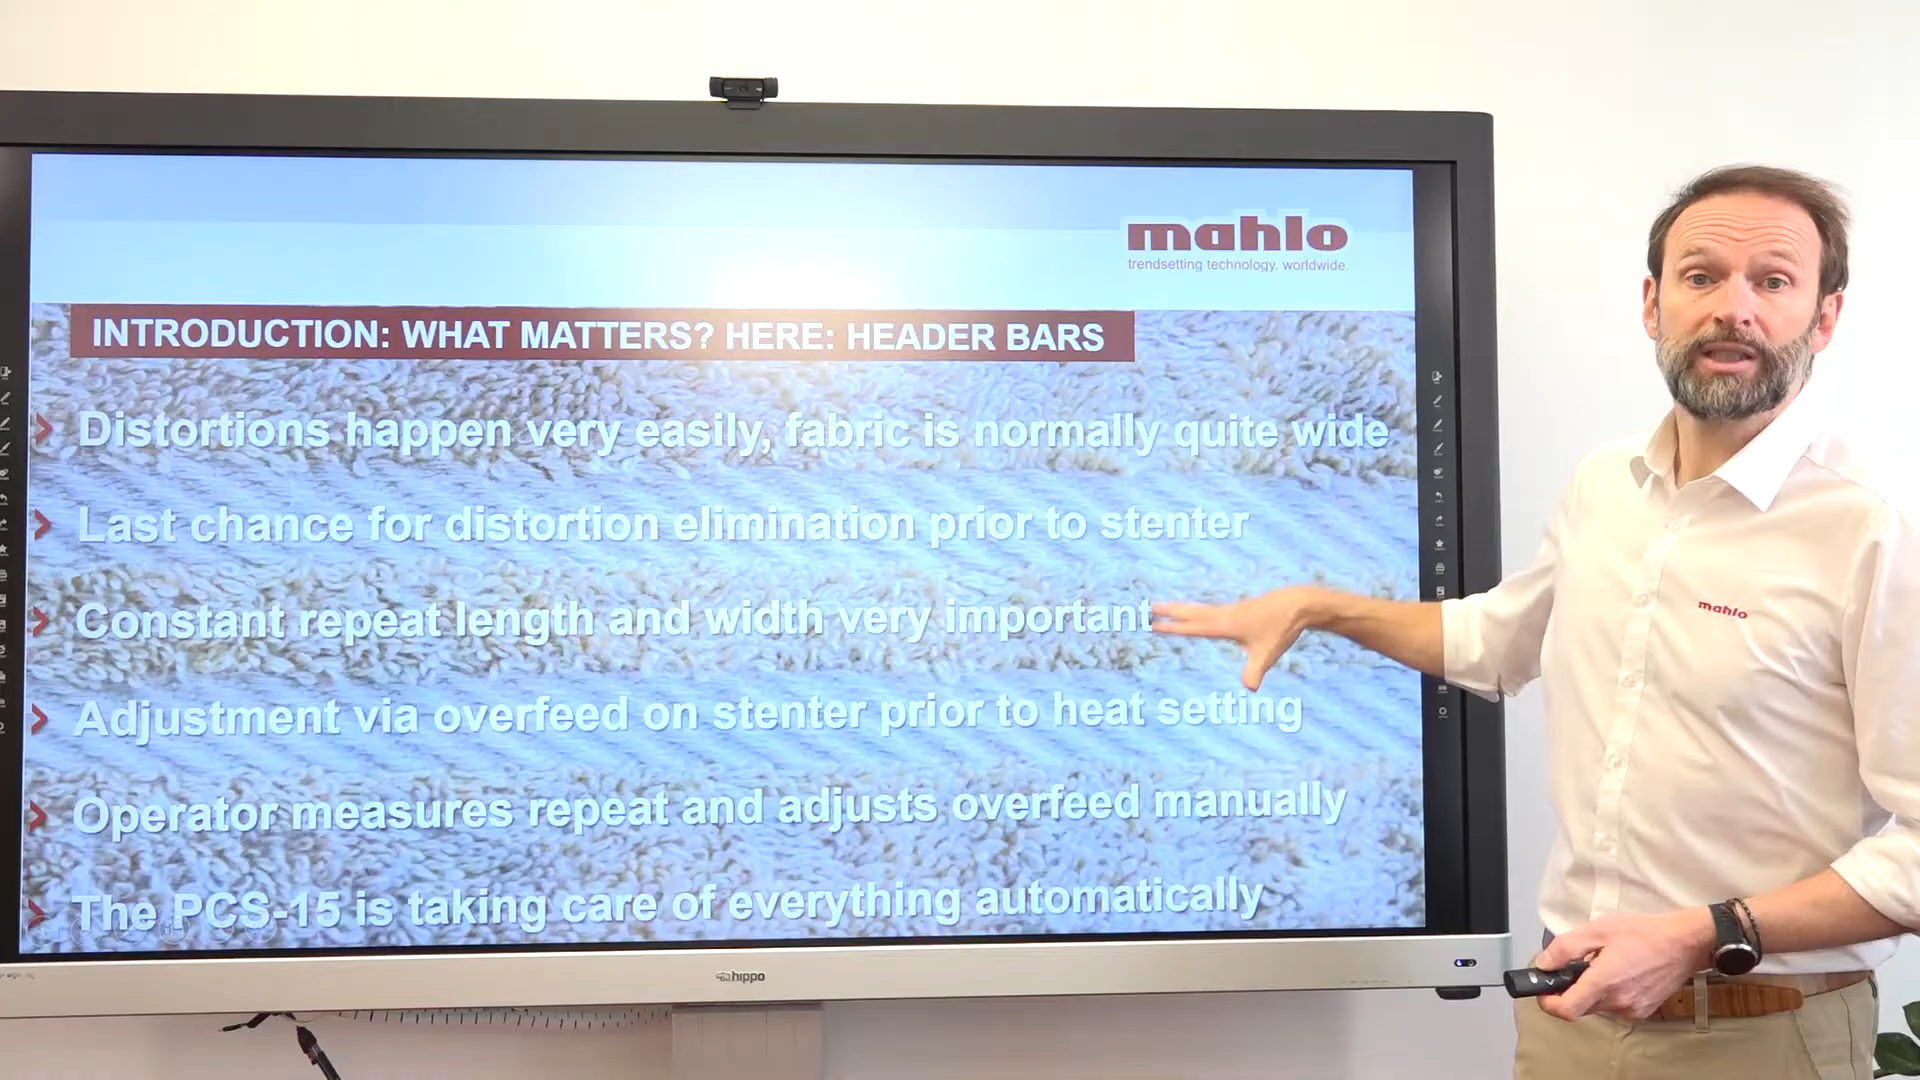 mahlo
trendsetting technology. worldwide.
INTRODUCTION: WHAT MATTERS? HERE: HEADER BARS
Distortions happen very easily, fabric is normally quite wide
Last chance for distortion elimination prior to stenter
Constant repeat length and width very important
Adjustment via overfeed on stenter prior to heat setting
Operator measures repeat and adjusts overfeed manually
The PCS-15 is taking care of everything automatically
hippo
mahlo